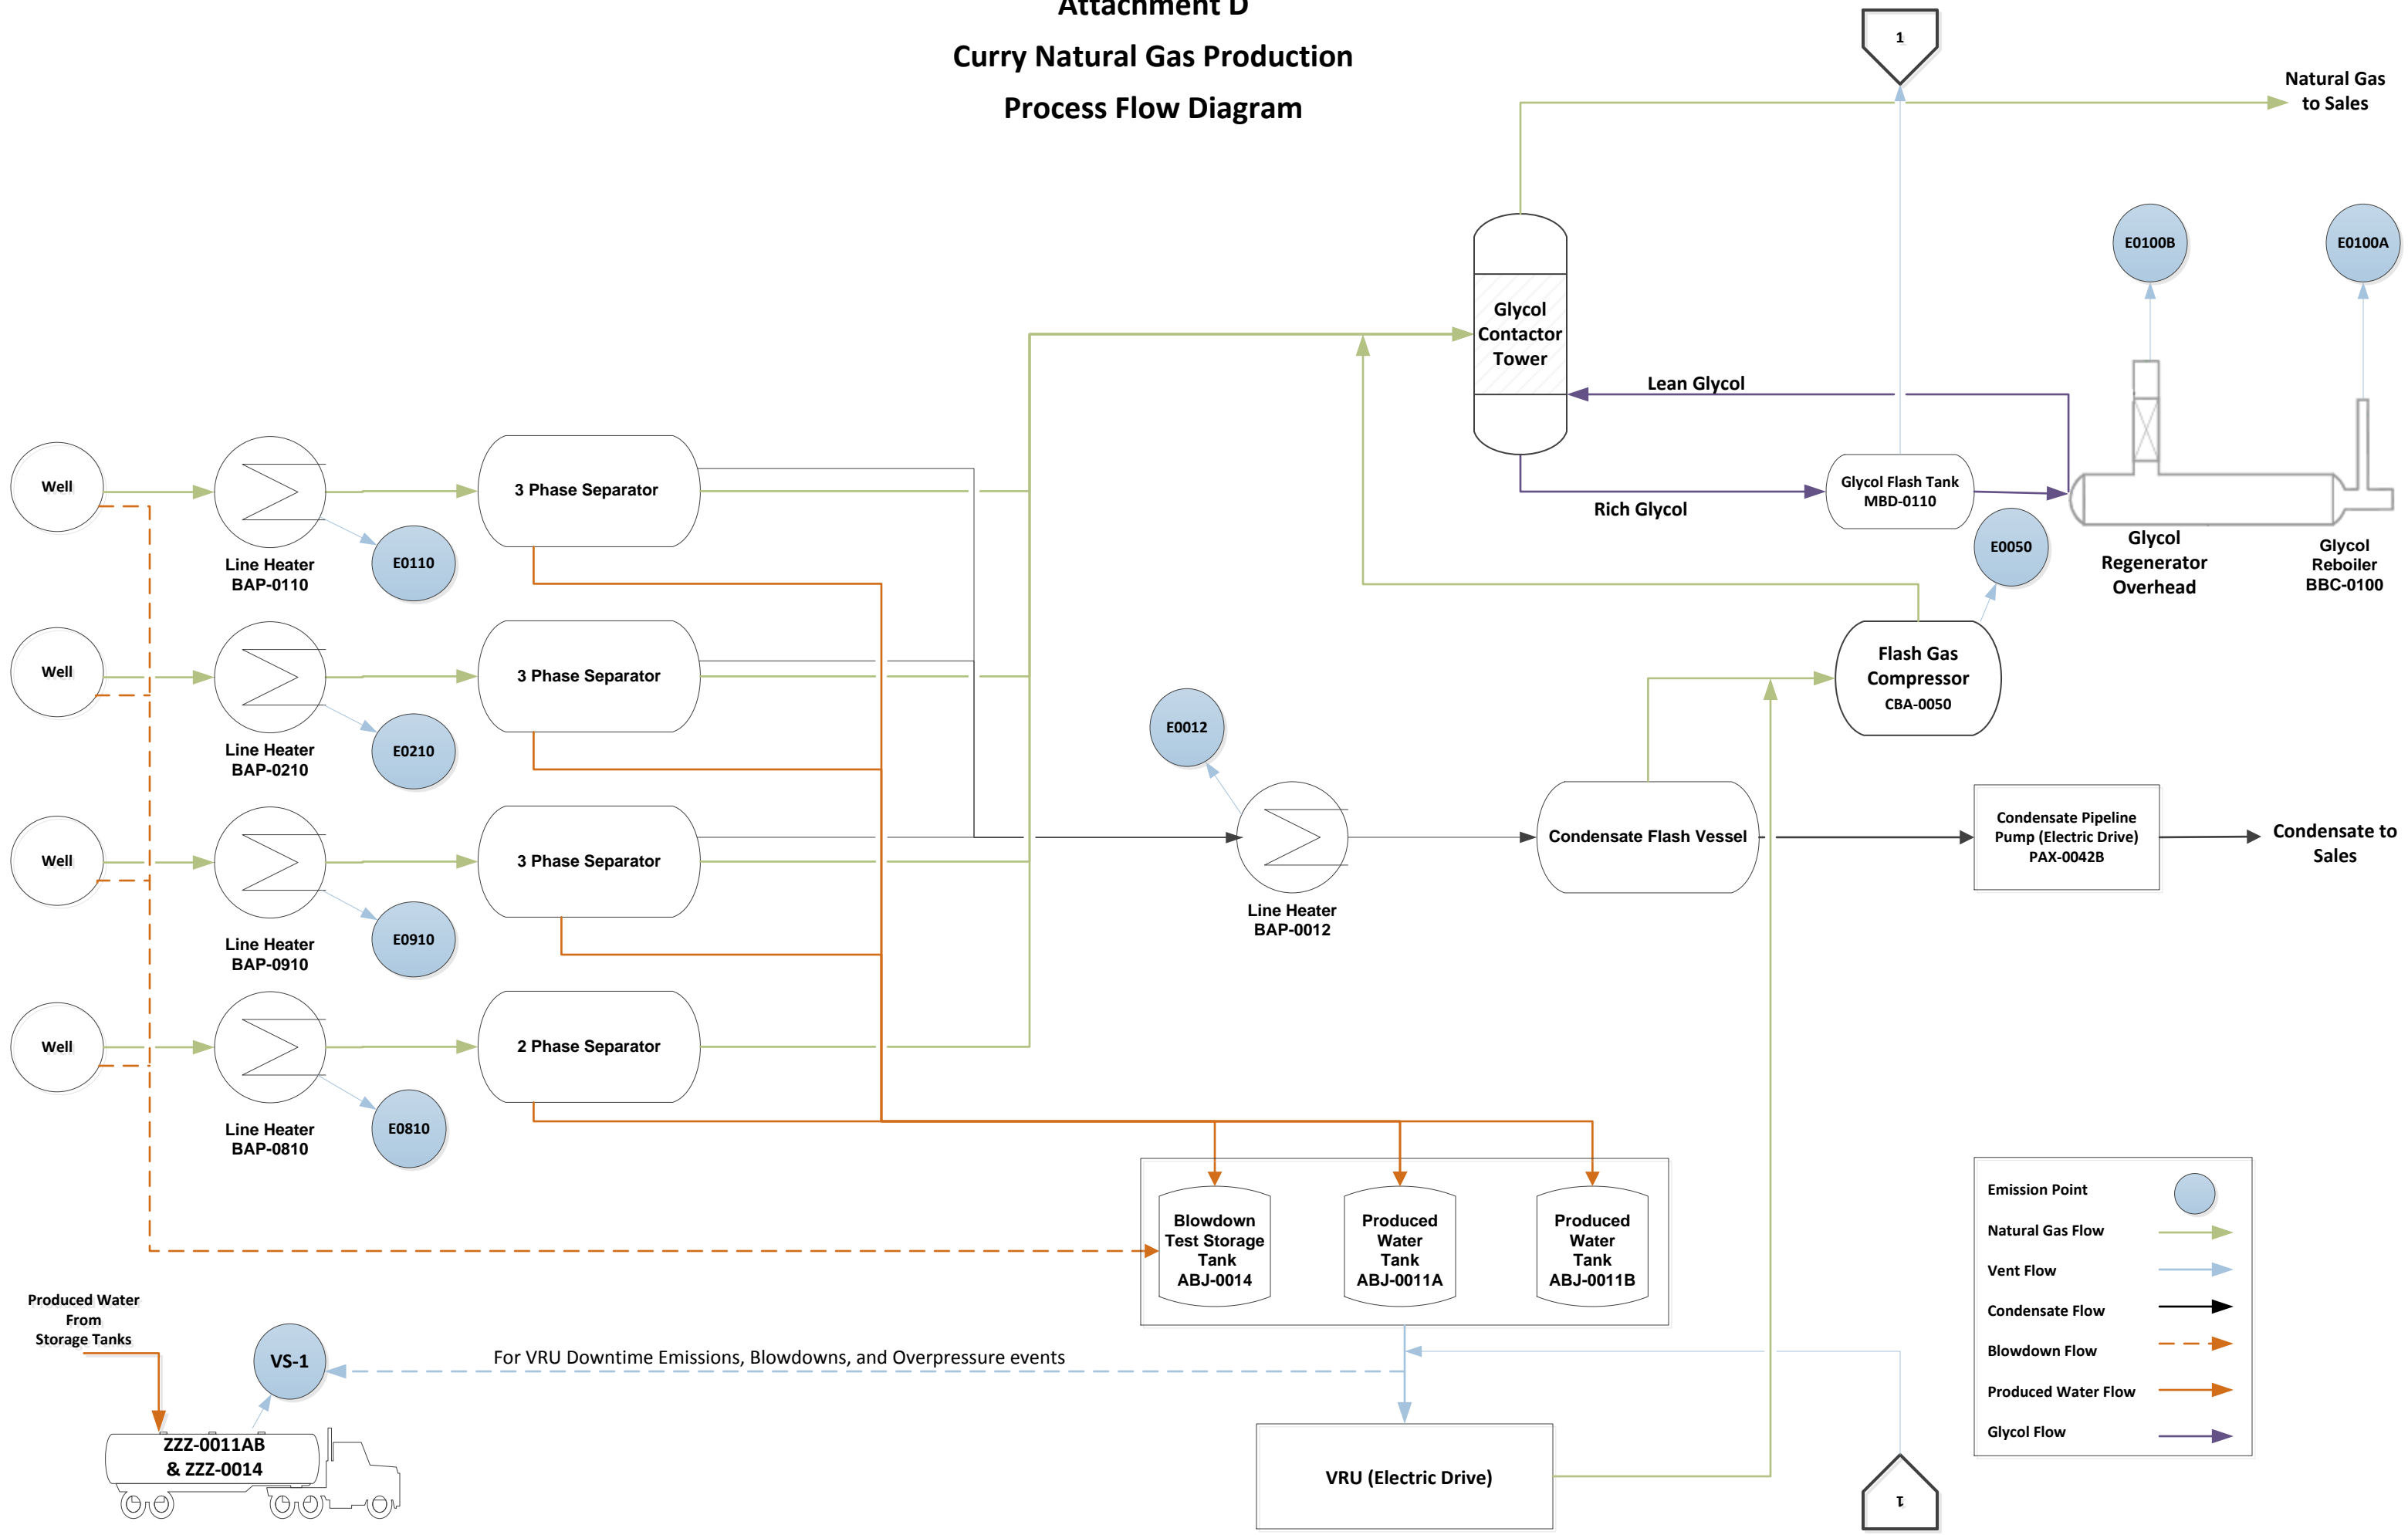 Attachment D
Curry Natural Gas Production
Process Flow Diagram
1
Natural Gas
to Sales
E0100B
E0100A
Glycol
Contactor
Tower
Lean Glycol
Rich Glycol
Glycol Flash Tank
MBD-0110
Glycol
Regenerator
Overhead
Glycol
Reboiler
BBC-0100
E0050
Flash Gas
Compressor
CBA-0050
Well
Line Heater
BAP-0110
E0110
3 Phase Separator
Well
Line Heater
BAP-0210
E0210
3 Phase Separator
Well
Line Heater
BAP-0910
E0910
3 Phase Separator
Well
Line Heater
BAP-0810
E0810
2 Phase Separator
E0012
Line Heater
BAP-0012
Condensate Flash Vessel
Condensate Pipeline
Pump (Electric Drive)
PAX-0042B
Condensate to
Sales
Blowdown
Test Storage
Tank
ABJ-0014
Produced
Water
Tank
ABJ-0011A
Produced
Water
Tank
ABJ-0011B
Produced Water
From
Storage Tanks
VS-1
For VRU Downtime Emissions, Blowdowns, and Overpressure events
ZZZ-0011AB
& ZZZ-0014
VRU (Electric Drive)
1
Emission Point
Natural Gas Flow
Vent Flow
Condensate Flow
Blowdown Flow
Produced Water Flow
Glycol Flow